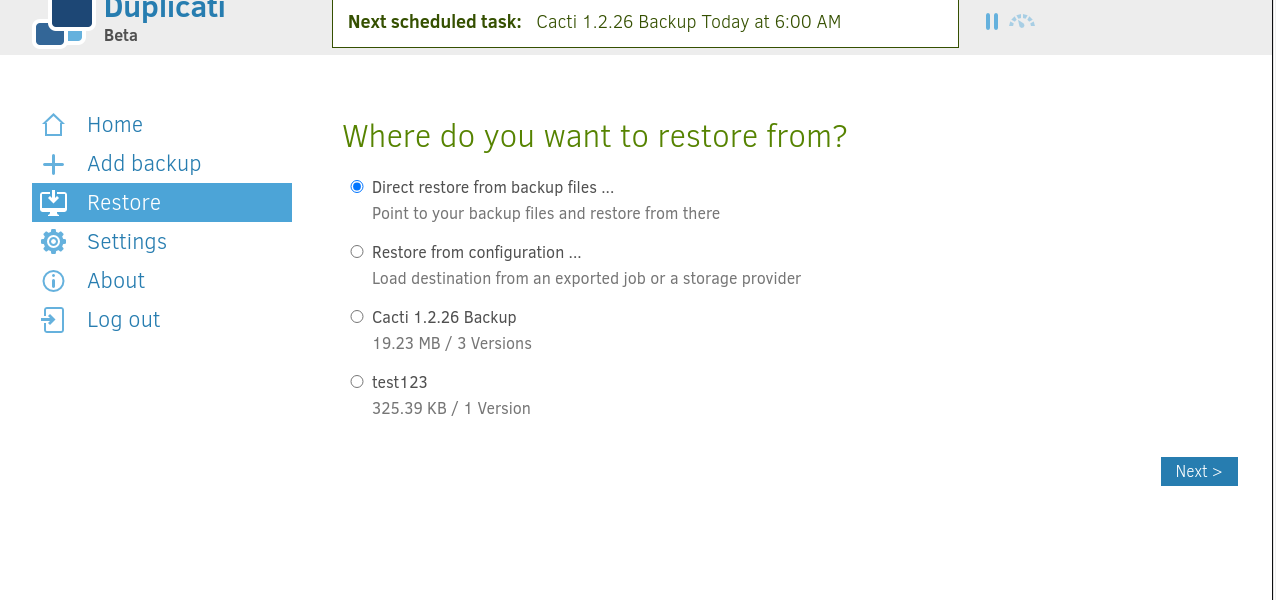 Duplicati
Beta
Next scheduled task: Cacti 1.2.26 Backup Today at 6:00 AM
Home
Add backup
Restore
Settings
About
Log out
Where do you want to restore from?
Direct restore from backup files ...
Point to your backup files and restore from there
Restore from configuration ...
Load destination from an exported job or a storage provider
Cacti 1.2.26 Backup
19.23 MB / 3 Versions
test123
325.39 KB / 1 Version
Next >